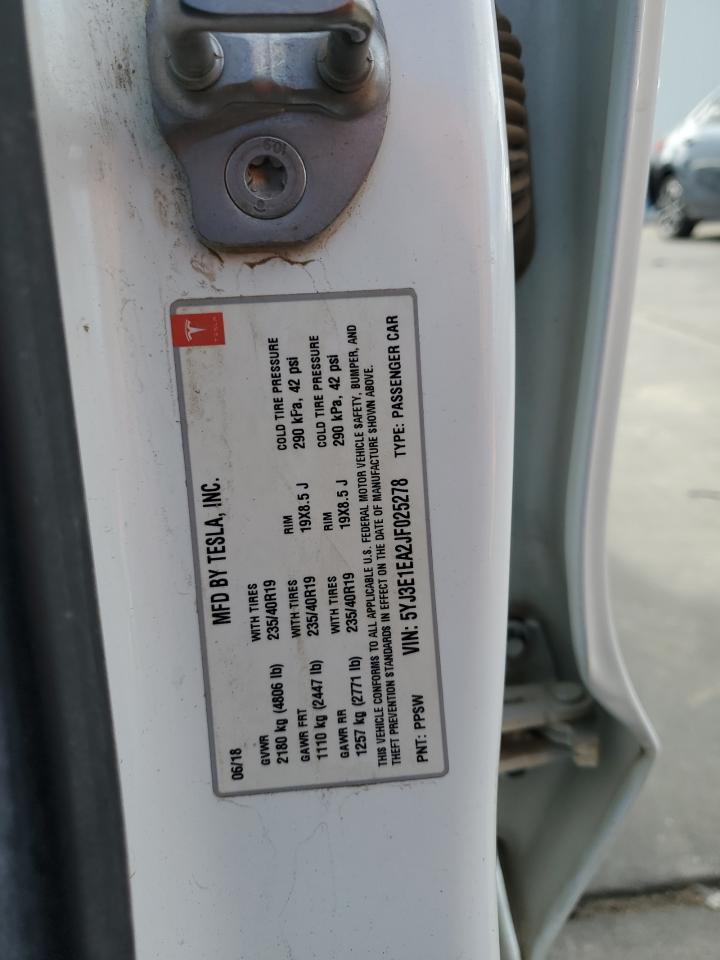 10.9
TESLA
06/18 MFD BY TESLA, INC.
GVWR WITH TIRES RIM COLD TIRE PRESSURE
2180 kg (4806 lb) 235/40R19 19X8.5 J 290 kPa, 42 psi
GAWR FRT WITH TIRES RIM COLD TIRE PRESSURE
1110 kg (2447 lb) 235/40R19 19X8.5 J 290 kPa, 42 psi
GAWR RR WITH TIRES
1257 kg (2771 lb) 235/40R19
THIS VEHICLE CONFORMS TO ALL APPLICABLE U.S. FEDERAL MOTOR VEHICLE SAFETY, BUMPER, AND
THEFT PREVENTION STANDARDS IN EFFECT ON THE DATE OF MANUFACTURE SHOWN ABOVE.
VIN: 5YJ3E1EA2JF025278 TYPE: PASSENGER CAR
PNT: PPSW